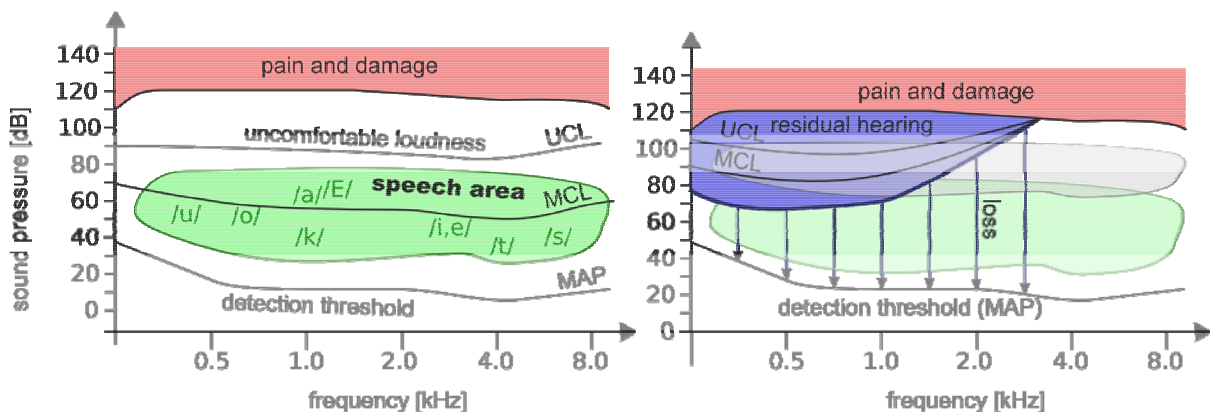 140
120
100
80
60
40
20
0
sound pressure [dB]
pain and damage
uncomfortable loudness
UCL
speech area
MCL
/a/ /E/
/u/
/o/
/k/
/i,e/
/t/
/s/
MAP
detection threshold
0.5 1.0 2.0 4.0 8.0
frequency [kHz]
140
120
100
80
60
40
20
0
pain and damage
residual hearing
UCL
MCL
loss
detection threshold (MAP)
0.5 1.0 2.0 4.0 8.0
frequency [kHz]